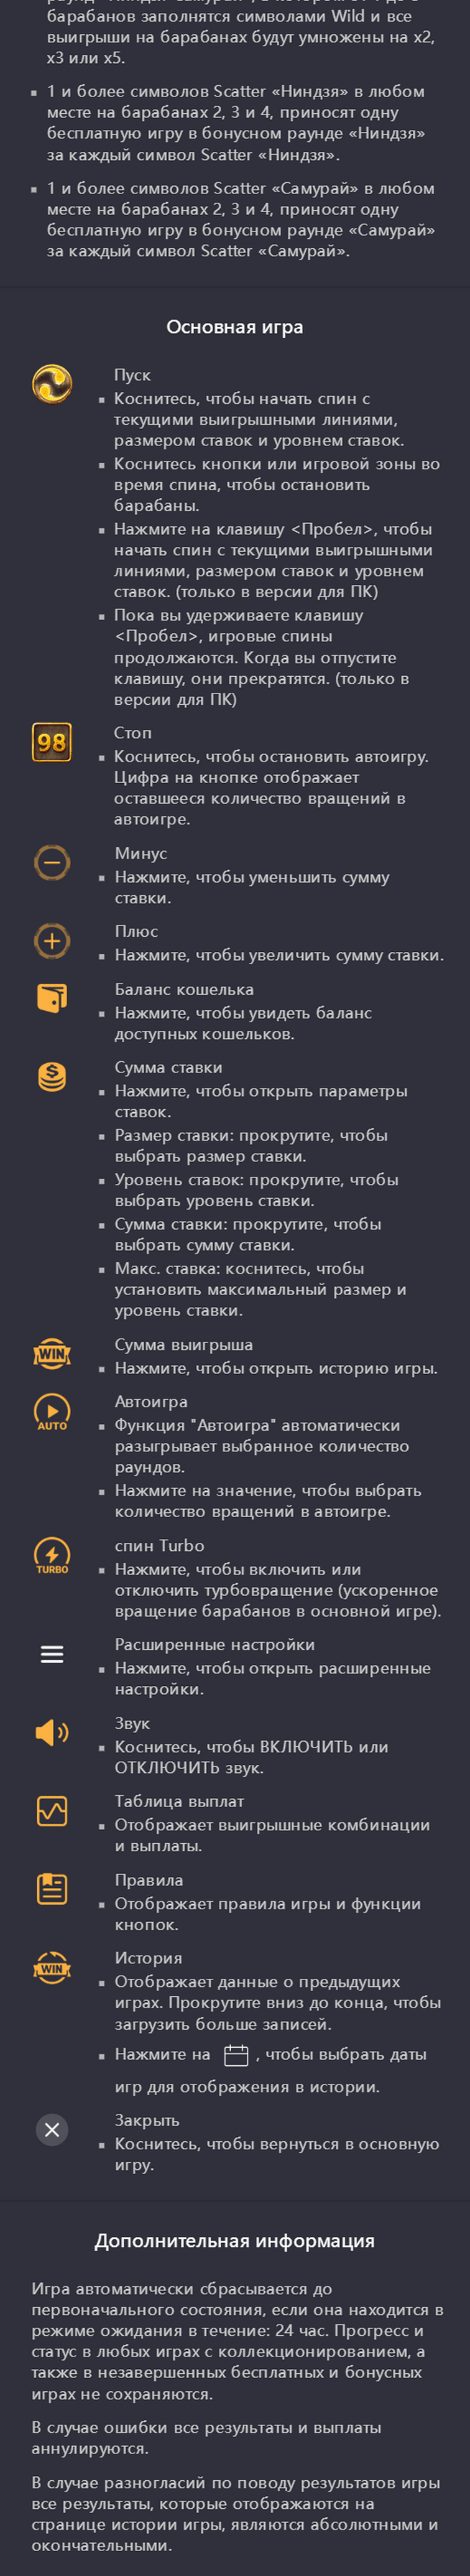 барабанов заполнятся символами Wild и все
выигрыши на барабанах будут умножены на x2,
x3 или x5.
▪ 1 и более символов Scatter «Ниндзя» в любом
месте на барабанах 2, 3 и 4, приносят одну
бесплатную игру в бонусном раунде «Ниндзя»
за каждый символ Scatter «Ниндзя».
▪ 1 и более символов Scatter «Самурай» в любом
месте на барабанах 2, 3 и 4, приносят одну
бесплатную игру в бонусном раунде «Самурай»
за каждый символ Scatter «Самурай».
Основная игра
Пуск
▪ Коснитесь, чтобы начать спин с
текущими выигрышными линиями,
размером ставок и уровнем ставок.
▪ Коснитесь кнопки или игровой зоны во
время спина, чтобы остановить
барабаны.
▪ Нажмите на клавишу <Пробел>, чтобы
начать спин с текущими выигрышными
линиями, размером ставок и уровнем
ставок. (только в версии для ПК)
▪ Пока вы удерживаете клавишу
<Пробел>, игровые спины
продолжаются. Когда вы отпустите
клавишу, они прекратятся. (только в
версии для ПК)
98
Стоп
▪ Коснитесь, чтобы остановить автоигру.
Цифра на кнопке отображает
оставшееся количество вращений в
автоигре.
Минус
▪ Нажмите, чтобы уменьшить сумму
ставки.
Плюс
▪ Нажмите, чтобы увеличить сумму ставки.
Баланс кошелька
▪ Нажмите, чтобы увидеть баланс
доступных кошельков.
Сумма ставки
▪ Нажмите, чтобы открыть параметры
ставок.
▪ Размер ставки: прокрутите, чтобы
выбрать размер ставки.
▪ Уровень ставок: прокрутите, чтобы
выбрать уровень ставки.
▪ Сумма ставки: прокрутите, чтобы
выбрать сумму ставки.
▪ Макс. ставка: коснитесь, чтобы
установить максимальный размер и
уровень ставки.
WIN
Сумма выигрыша
▪ Нажмите, чтобы открыть историю игры.
AUTO
Автоигра
▪ Функция "Автоигра" автоматически
разыгрывает выбранное количество
раундов.
▪ Нажмите на значение, чтобы выбрать
количество вращений в автоигре.
TURBO
спин Turbo
▪ Нажмите, чтобы включить или
отключить турбовращение (ускоренное
вращение барабанов в основной игре).
Расширенные настройки
▪ Нажмите, чтобы открыть расширенные
настройки.
Звук
▪ Коснитесь, чтобы ВКЛЮЧИТЬ или
ОТКЛЮЧИТЬ звук.
Таблица выплат
▪ Отображает выигрышные комбинации
и выплаты.
Правила
▪ Отображает правила игры и функции
кнопок.
WIN
История
▪ Отображает данные о предыдущих
играх. Прокрутите вниз до конца, чтобы
загрузить больше записей.
▪ Нажмите на , чтобы выбрать даты
игр для отображения в истории.
Закрыть
▪ Коснитесь, чтобы вернуться в основную
игру.
Дополнительная информация
Игра автоматически сбрасывается до
первоначального состояния, если она находится в
режиме ожидания в течение: 24 час. Прогресс и
статус в любых играх с коллекционированием, а
также в незавершенных бесплатных и бонусных
играх не сохраняются.
В случае ошибки все результаты и выплаты
аннулируются.
В случае разногласий по поводу результатов игры
все результаты, которые отображаются на
странице истории игры, являются абсолютными и
окончательными.